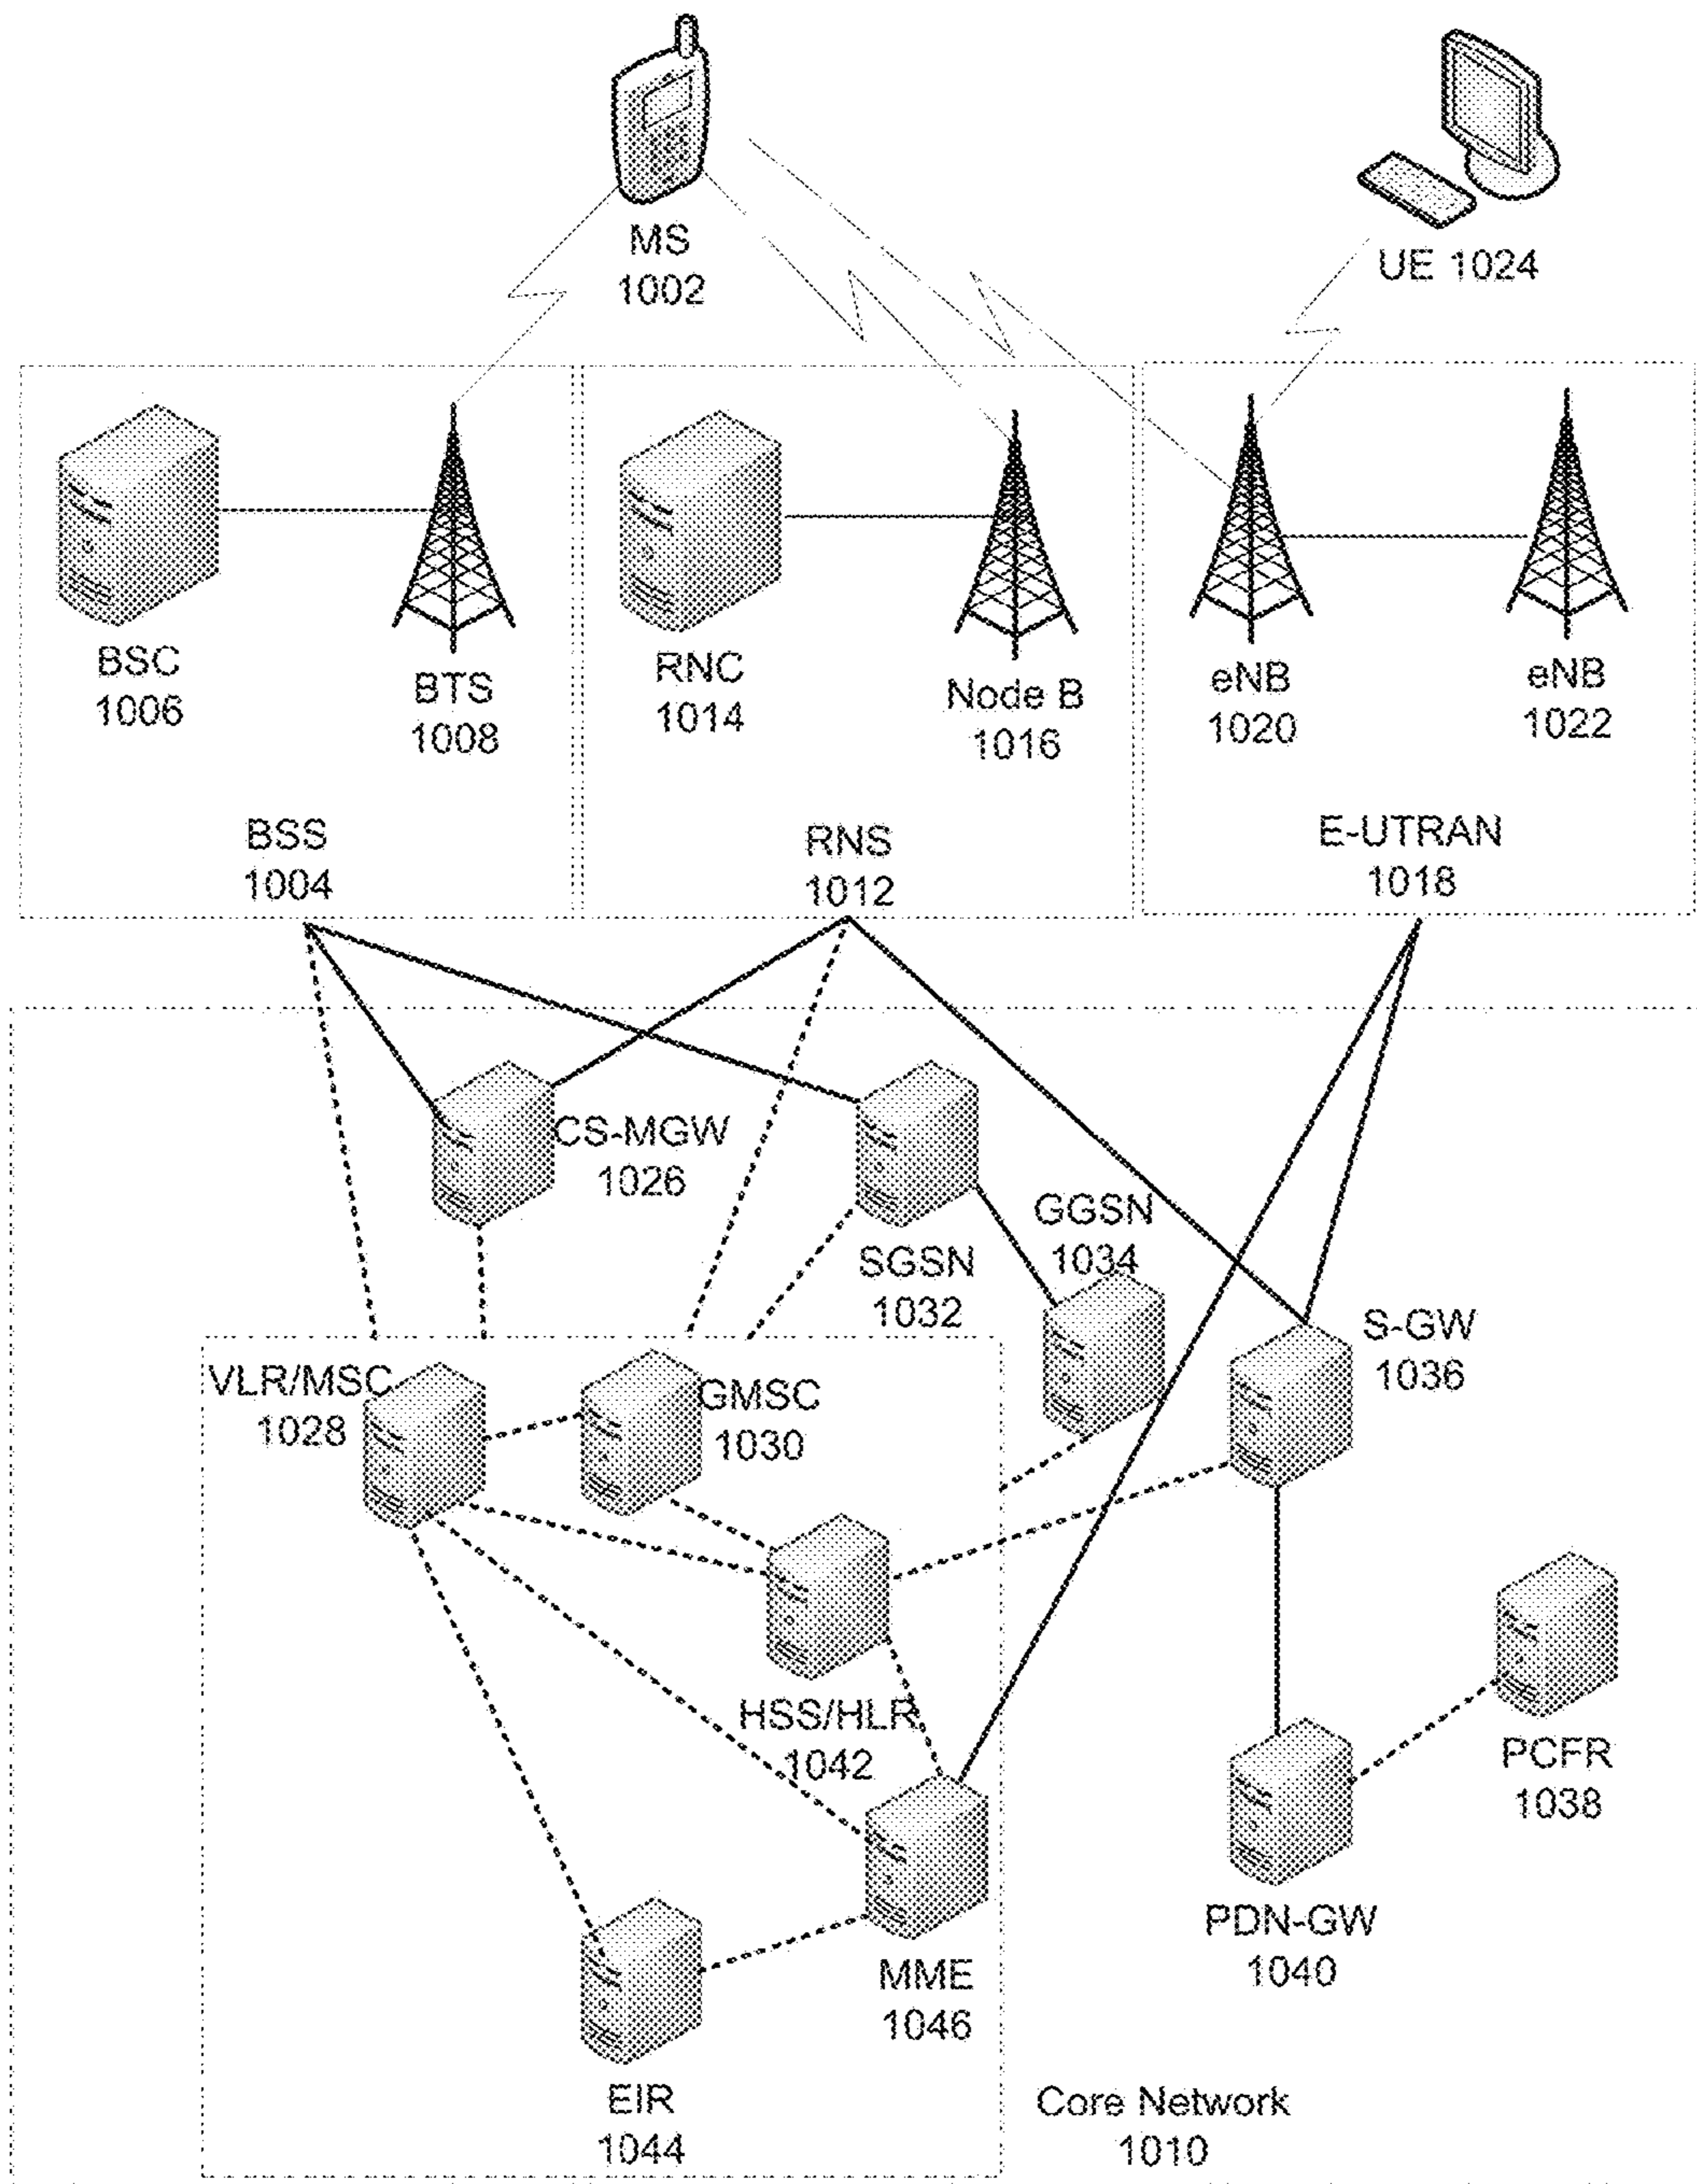 MS
1002
UE 1024
BSC
1006
BTS
1008
RNC
1014
Node B
1016
eNB
1020
eNB
1022
BSS
1004
RNS
1012
E-UTRAN
1018
CS-MGW
1026
SGSN
1032
GGSN
1034
S-GW
1036
VLR/MSC
1028
GMSC
1030
HSS/HLR
1042
PCFR
1038
PDN-GW
1040
MME
1046
EIR
1044
Core Network
1010